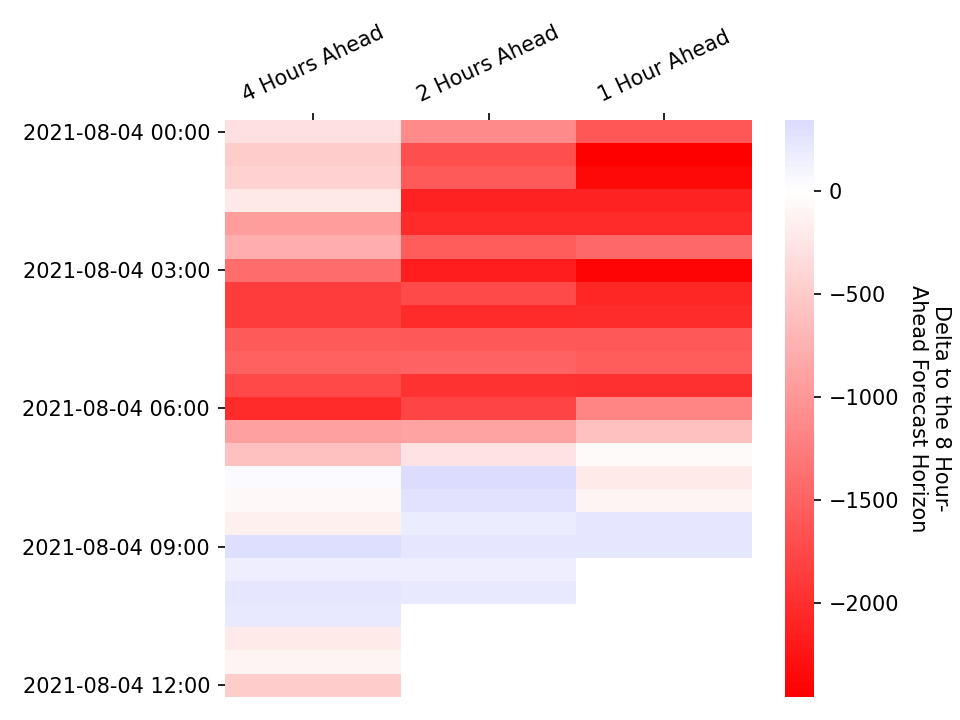 4 Hours Ahead
2 Hours Ahead
1 Hour Ahead
2021-08-04 00:00
2021-08-04 03:00
2021-08-04 06:00
2021-08-04 09:00
2021-08-04 12:00
0
−500
−1000
−1500
−2000
Delta to the 8 Hour-
Ahead Forecast Horizon